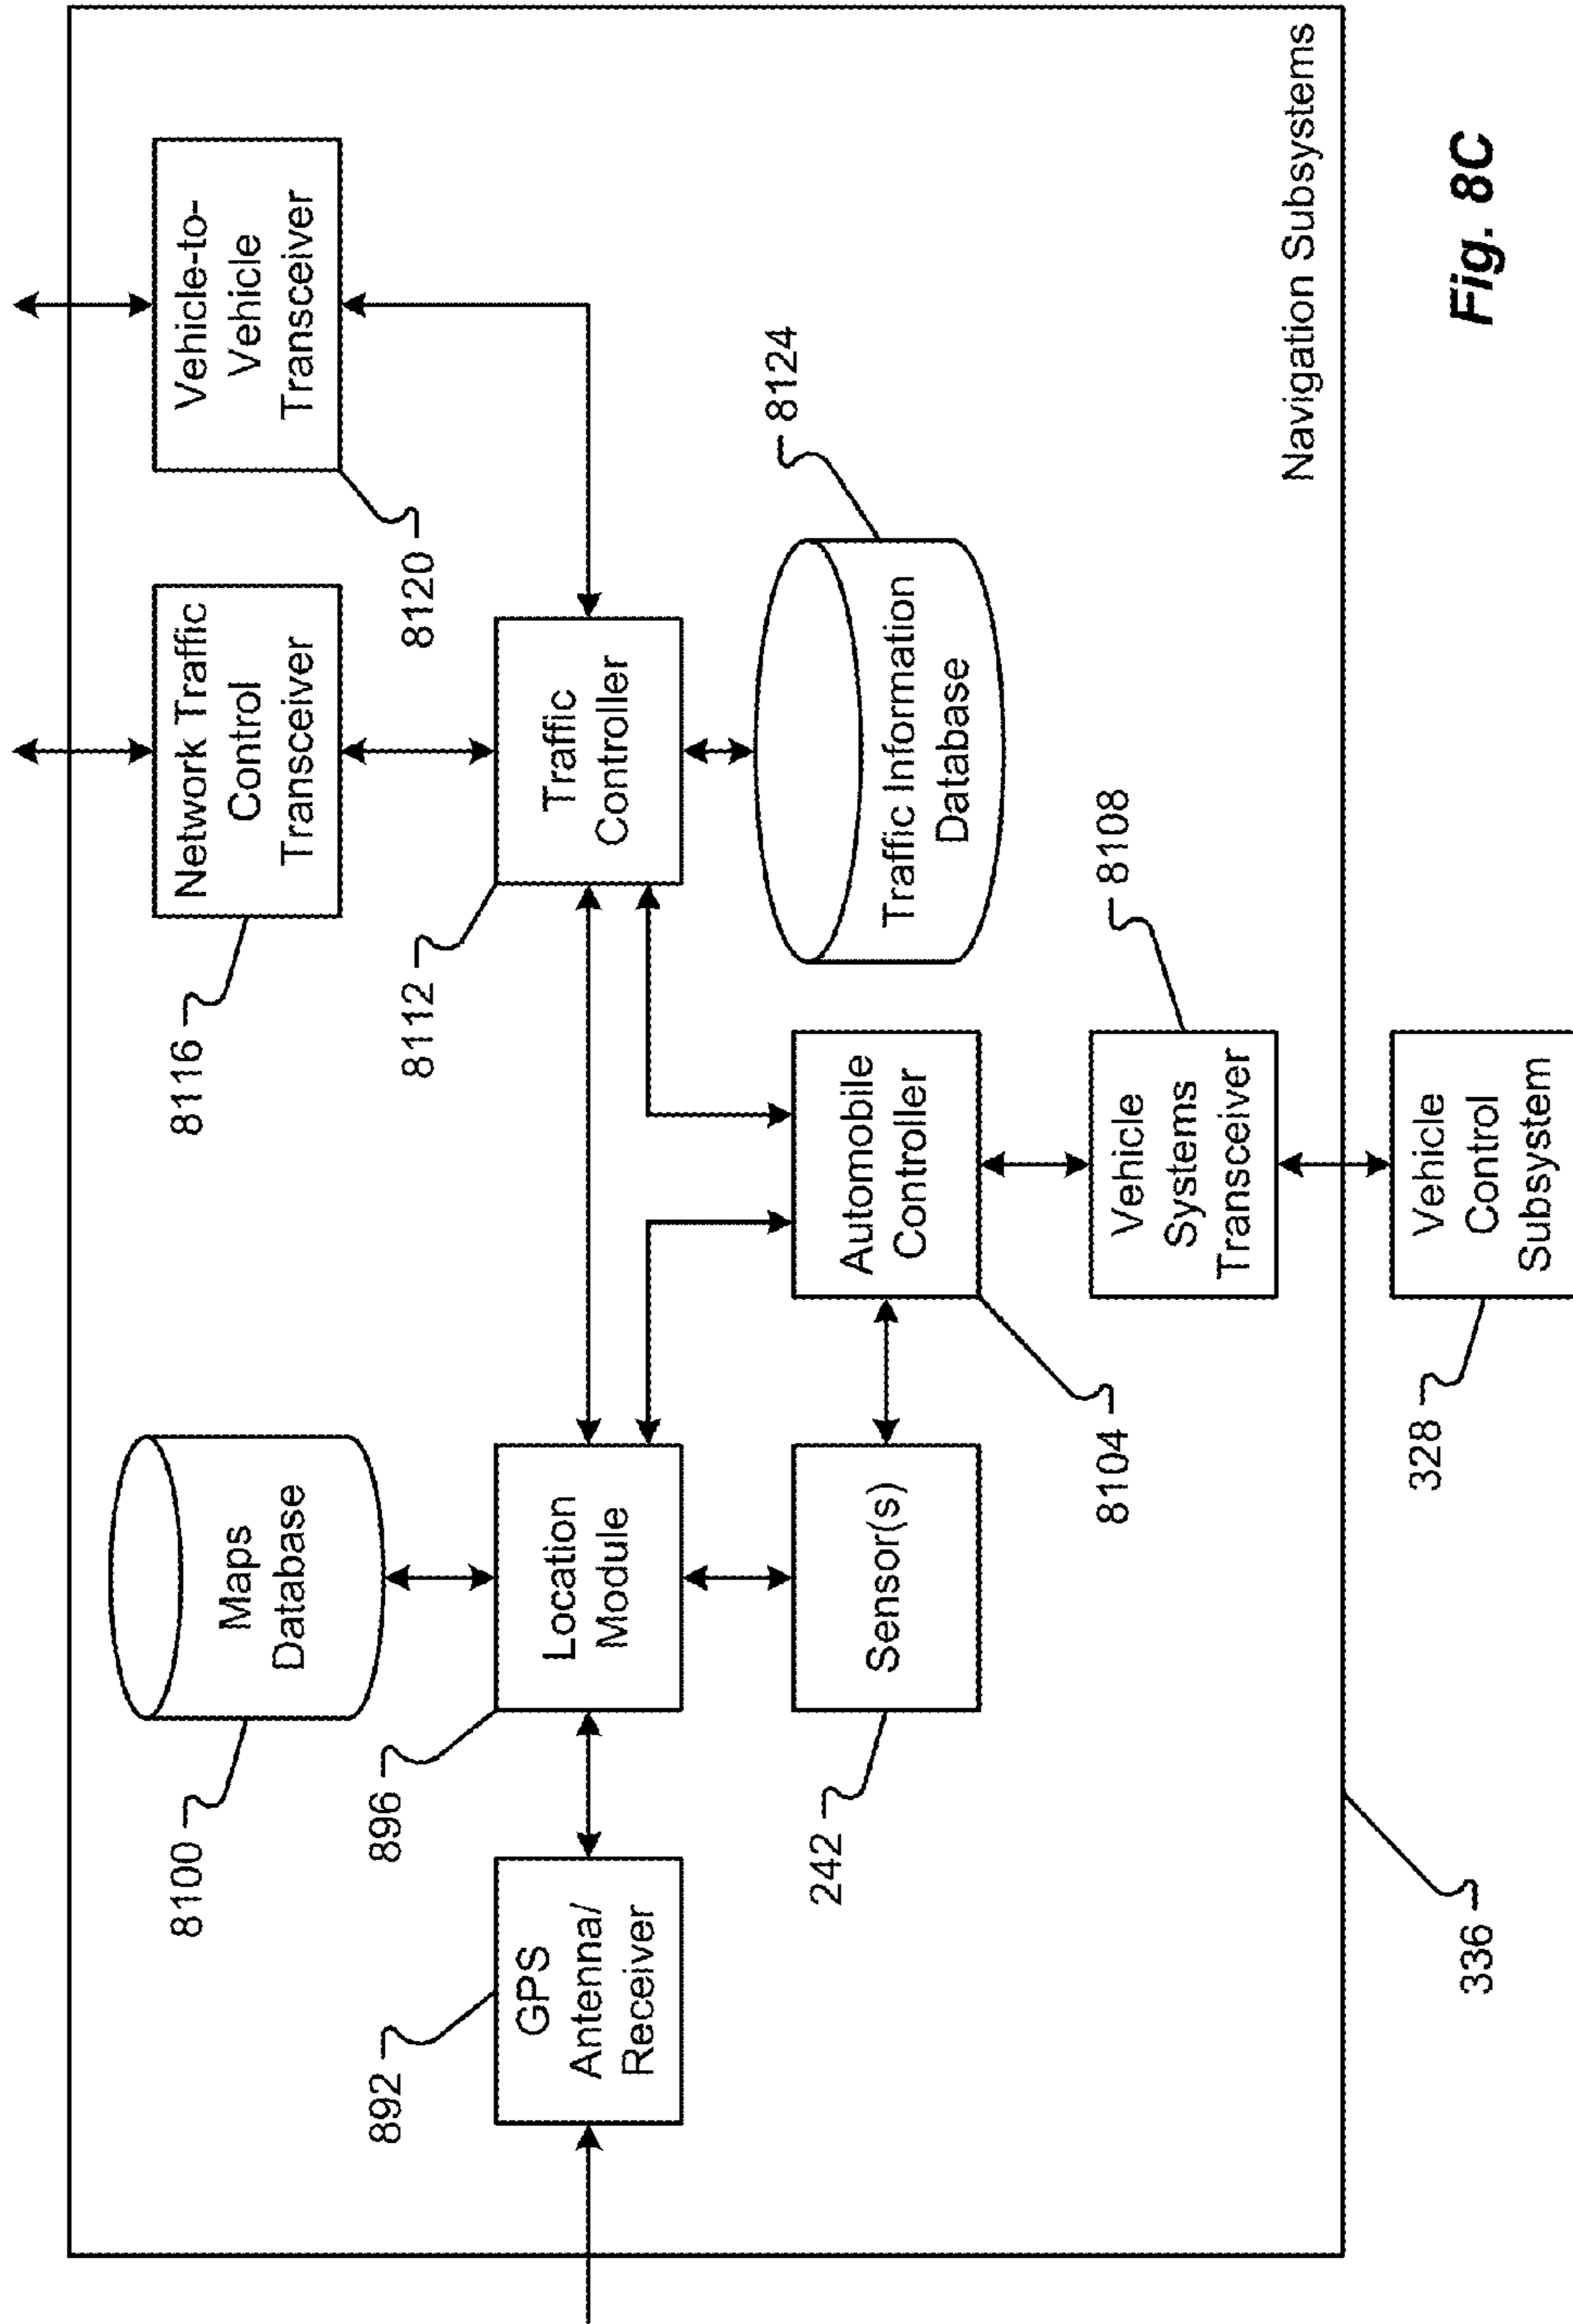 8100
Maps
Database
8116
Network Traffic
Control
Transceiver
Vehicle-to-
Vehicle
Transceiver
8120
892
GPS
Antenna/
Receiver
896
Location
Module
8112
Traffic
Controller
8124
Traffic Information
Database
242
Sensor(s)
Automobile
Controller
8104
8108
Vehicle
Systems
Transceiver
Navigation Subsystems
336
328
Vehicle
Control
Subsystem
Fig. 8C